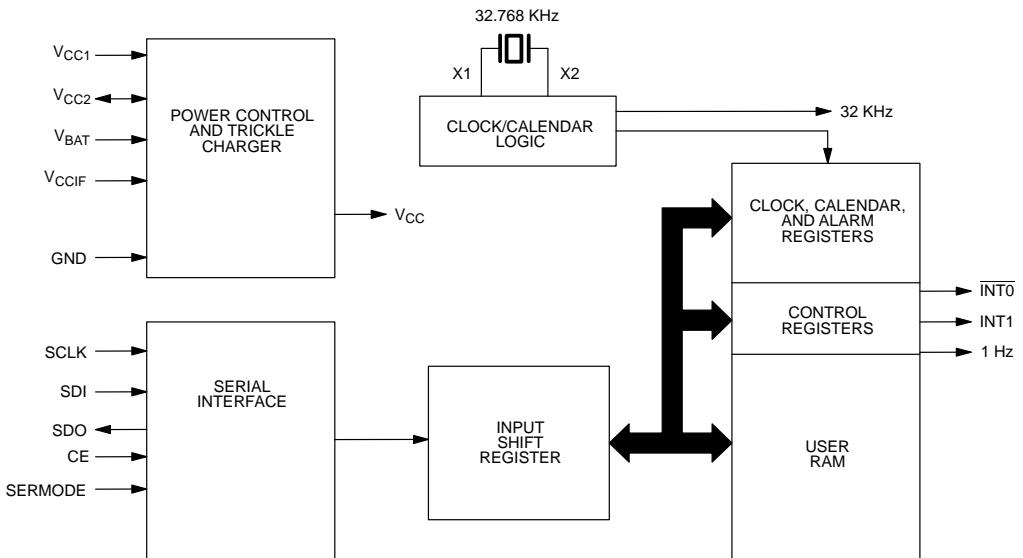 32.768 KHz
X1
X2
VCC1
VCC2
VBAT
VCCIF
GND
POWER CONTROL
AND TRICKLE
CHARGER
VCC
CLOCK/CALENDAR
LOGIC
32 KHz
CLOCK, CALENDAR,
AND ALARM
REGISTERS
CONTROL
REGISTERS
INT0
INT1
1 Hz
USER
RAM
SCLK
SDI
SDO
CE
SERMODE
SERIAL
INTERFACE
INPUT
SHIFT
REGISTER